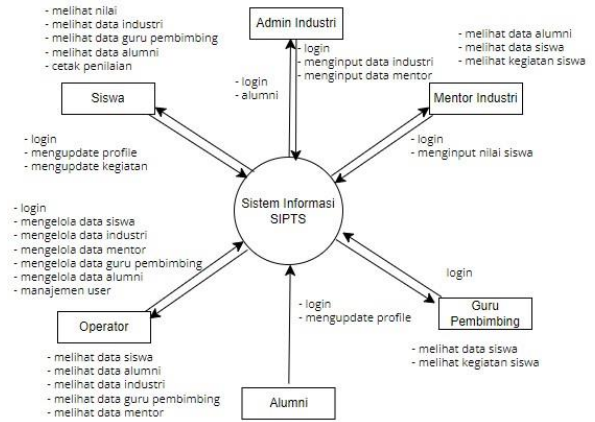 - melihat nilai
- melihat data industri
- melihat data guru pembimbing
- melihat data alumni
- cetak penilaian
Admin Industri
- login
- menginput data industri
- menginput data mentor
- melihat data alumni
- melihat data siswa
- melihat kegiatan siswa
- login
- alumni
Siswa
Mentor Industri
- login
- mengupdate profile
- mengupdate kegiatan
- login
- menginput nilai siswa
Sistem Informasi
SIPTS
- login
- mengelola data siswa
- mengelola data industri
- mengelola data mentor
- mengelola data guru pembimbing
- mengelola data alumni
- manajemen user
login
- login
- mengupdate profile
Guru
Pembimbing
Operator
- melihat data siswa
- melihat kegiatan siswa
- melihat data siswa
- melihat data alumni
- melihat data industri
- melihat data guru pembimbing
- melihat data mentor
Alumni